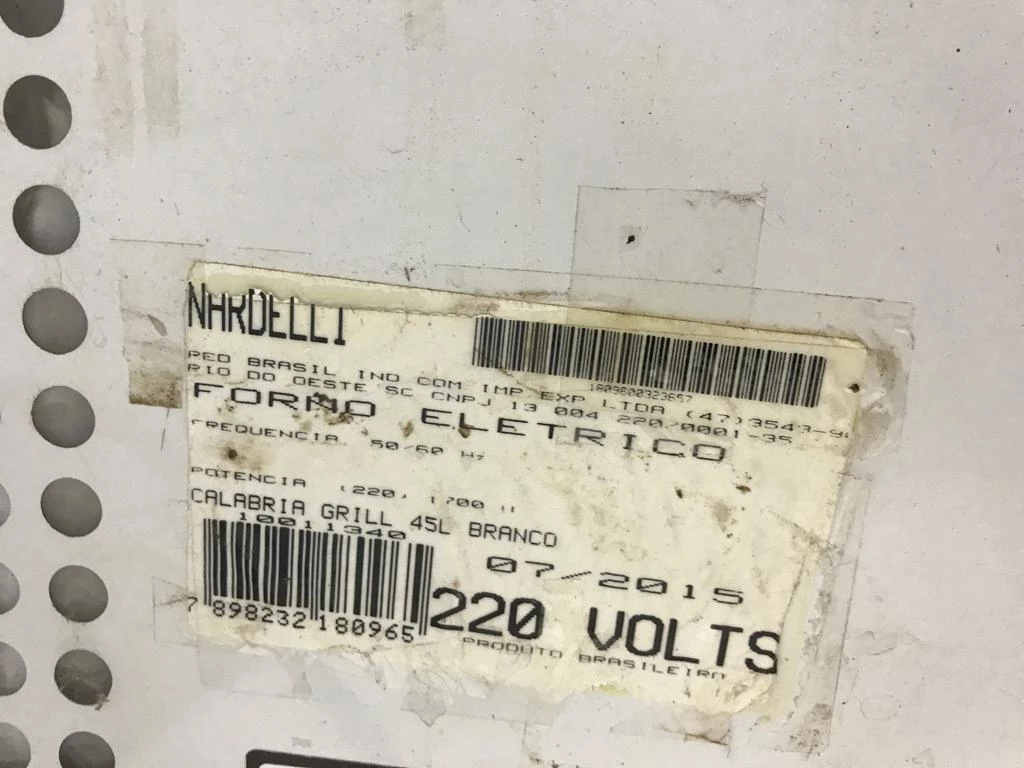 NARDELLI
1809600323657
RED BRASIL IND COM IMP EXP LTDA (47)3543-9
RIO DO OESTE SC CNPJ 13 004 220/0001-35
FORNO ELETRICO
FREQUENCIA 50/60 Hz
POTENCIA (220) 1700 W
CALABRIA GRILL 45L BRANCO
10011340
07/2015
7 898232 180965
220 VOLTS
PRODUTO BRASILEIRO